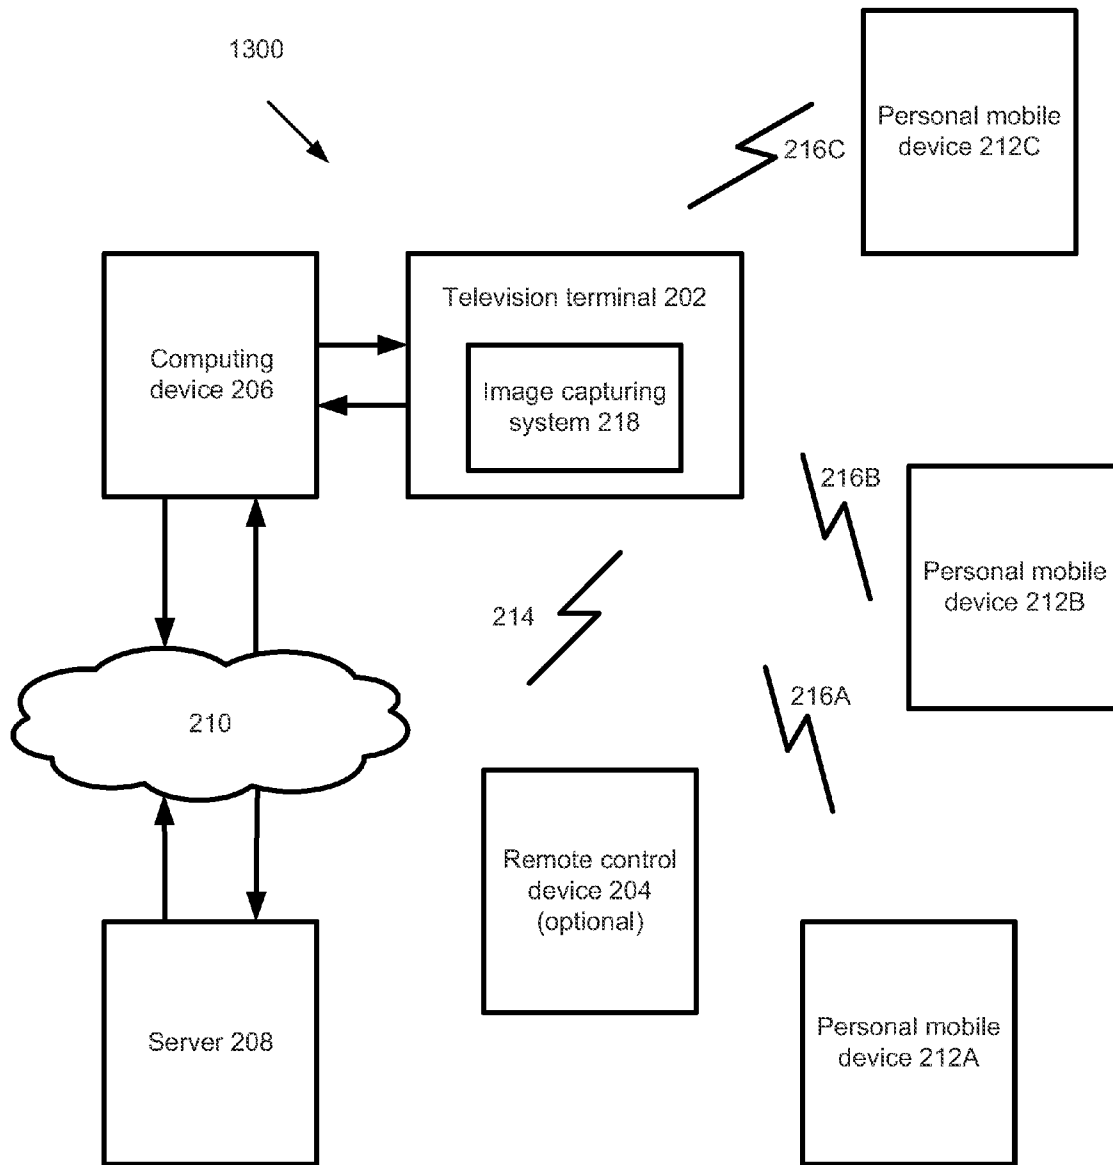 1300
216C
Personal mobile
device 212C
Television terminal 202
Computing
device 206
Image capturing
system 218
216B
Personal mobile
device 212B
214
216A
210
Remote control
device 204
(optional)
Server 208
Personal mobile
device 212A